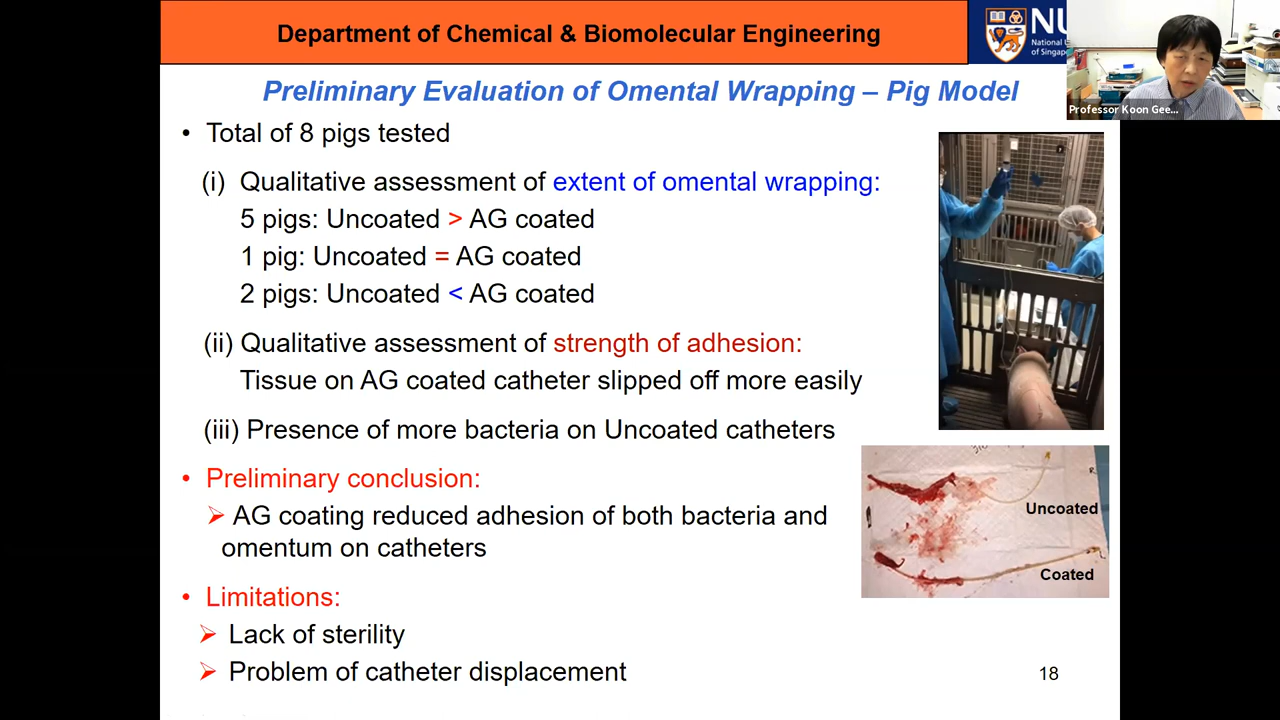 Department of Chemical & Biomolecular Engineering
NU
National U
of Singap
Professor Koon Gee...
Preliminary Evaluation of Omental Wrapping – Pig Model
• Total of 8 pigs tested
(i) Qualitative assessment of extent of omental wrapping:
5 pigs: Uncoated > AG coated
1 pig: Uncoated = AG coated
2 pigs: Uncoated < AG coated
(ii) Qualitative assessment of strength of adhesion:
Tissue on AG coated catheter slipped off more easily
(iii) Presence of more bacteria on Uncoated catheters
• Preliminary conclusion:
➢ AG coating reduced adhesion of both bacteria and
omentum on catheters
• Limitations:
➢ Lack of sterility
➢ Problem of catheter displacement
Uncoated
Coated
18